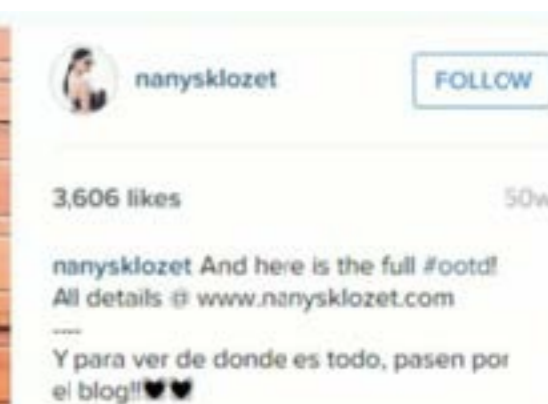 nanysklozet
FOLLOW
3,606 likes
50w
nanysklozet And here is the full #ootd!
All details @ www.nanysklozet.com
----
Y para ver de donde es todo, pasen por
el blog!!🖤🖤